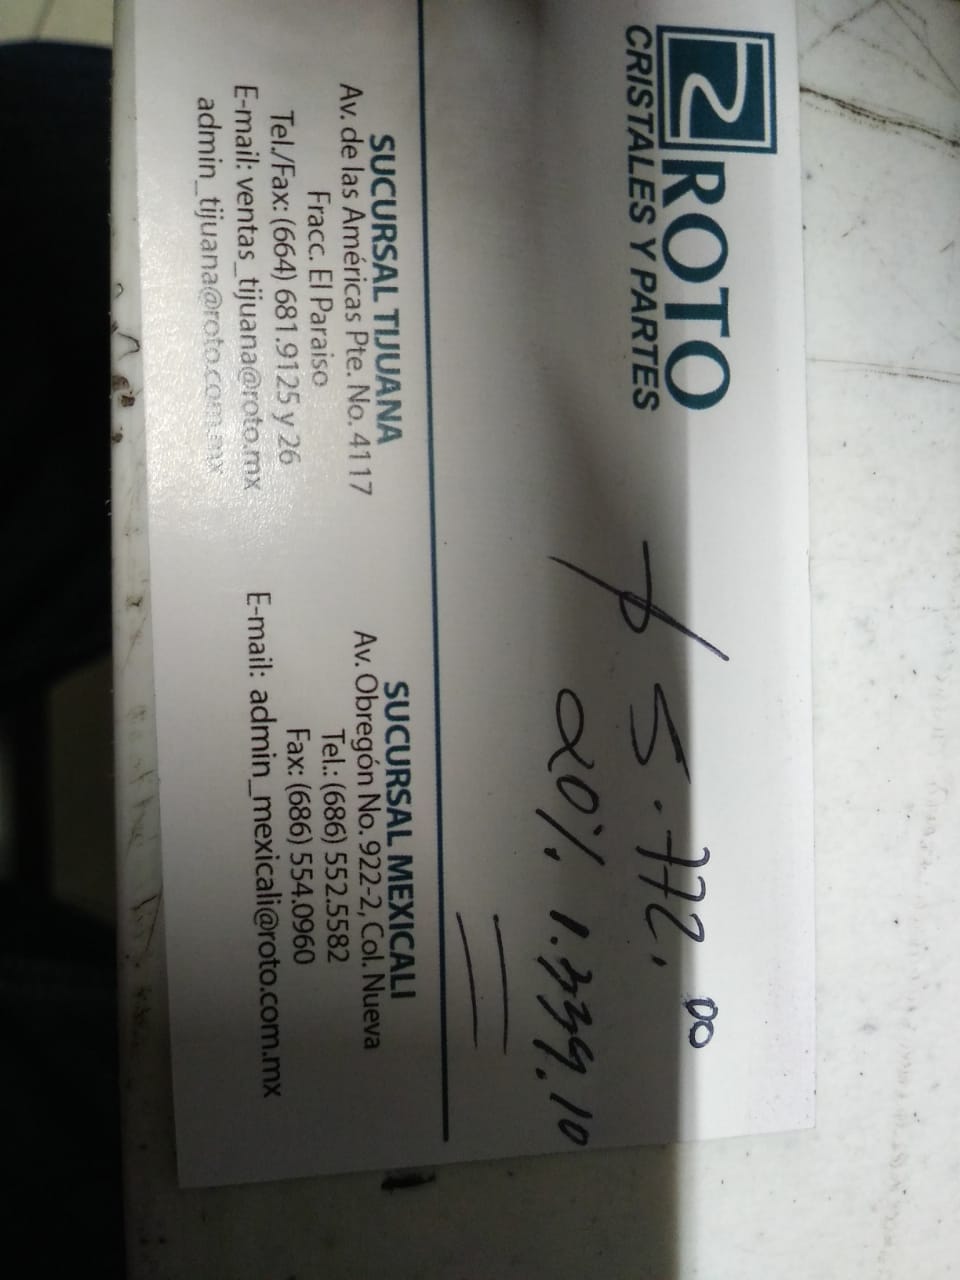 ROTO
CRISTALES Y PARTES
$ 5.772.00
20% 1.339.10
SUCURSAL TIJUANA
Av. de las Américas Pte. No. 4117
Fracc. El Paraiso
Tel./Fax: (664) 681.9125 y 26
E-mail: ventas_tijuana@roto.mx
admin_tijuana@roto.com.mx
SUCURSAL MEXICALI
Av. Obregón No. 922-2, Col. Nueva
Tel.: (686) 552.5582
Fax: (686) 554.0960
E-mail: admin_mexicali@roto.com.mx